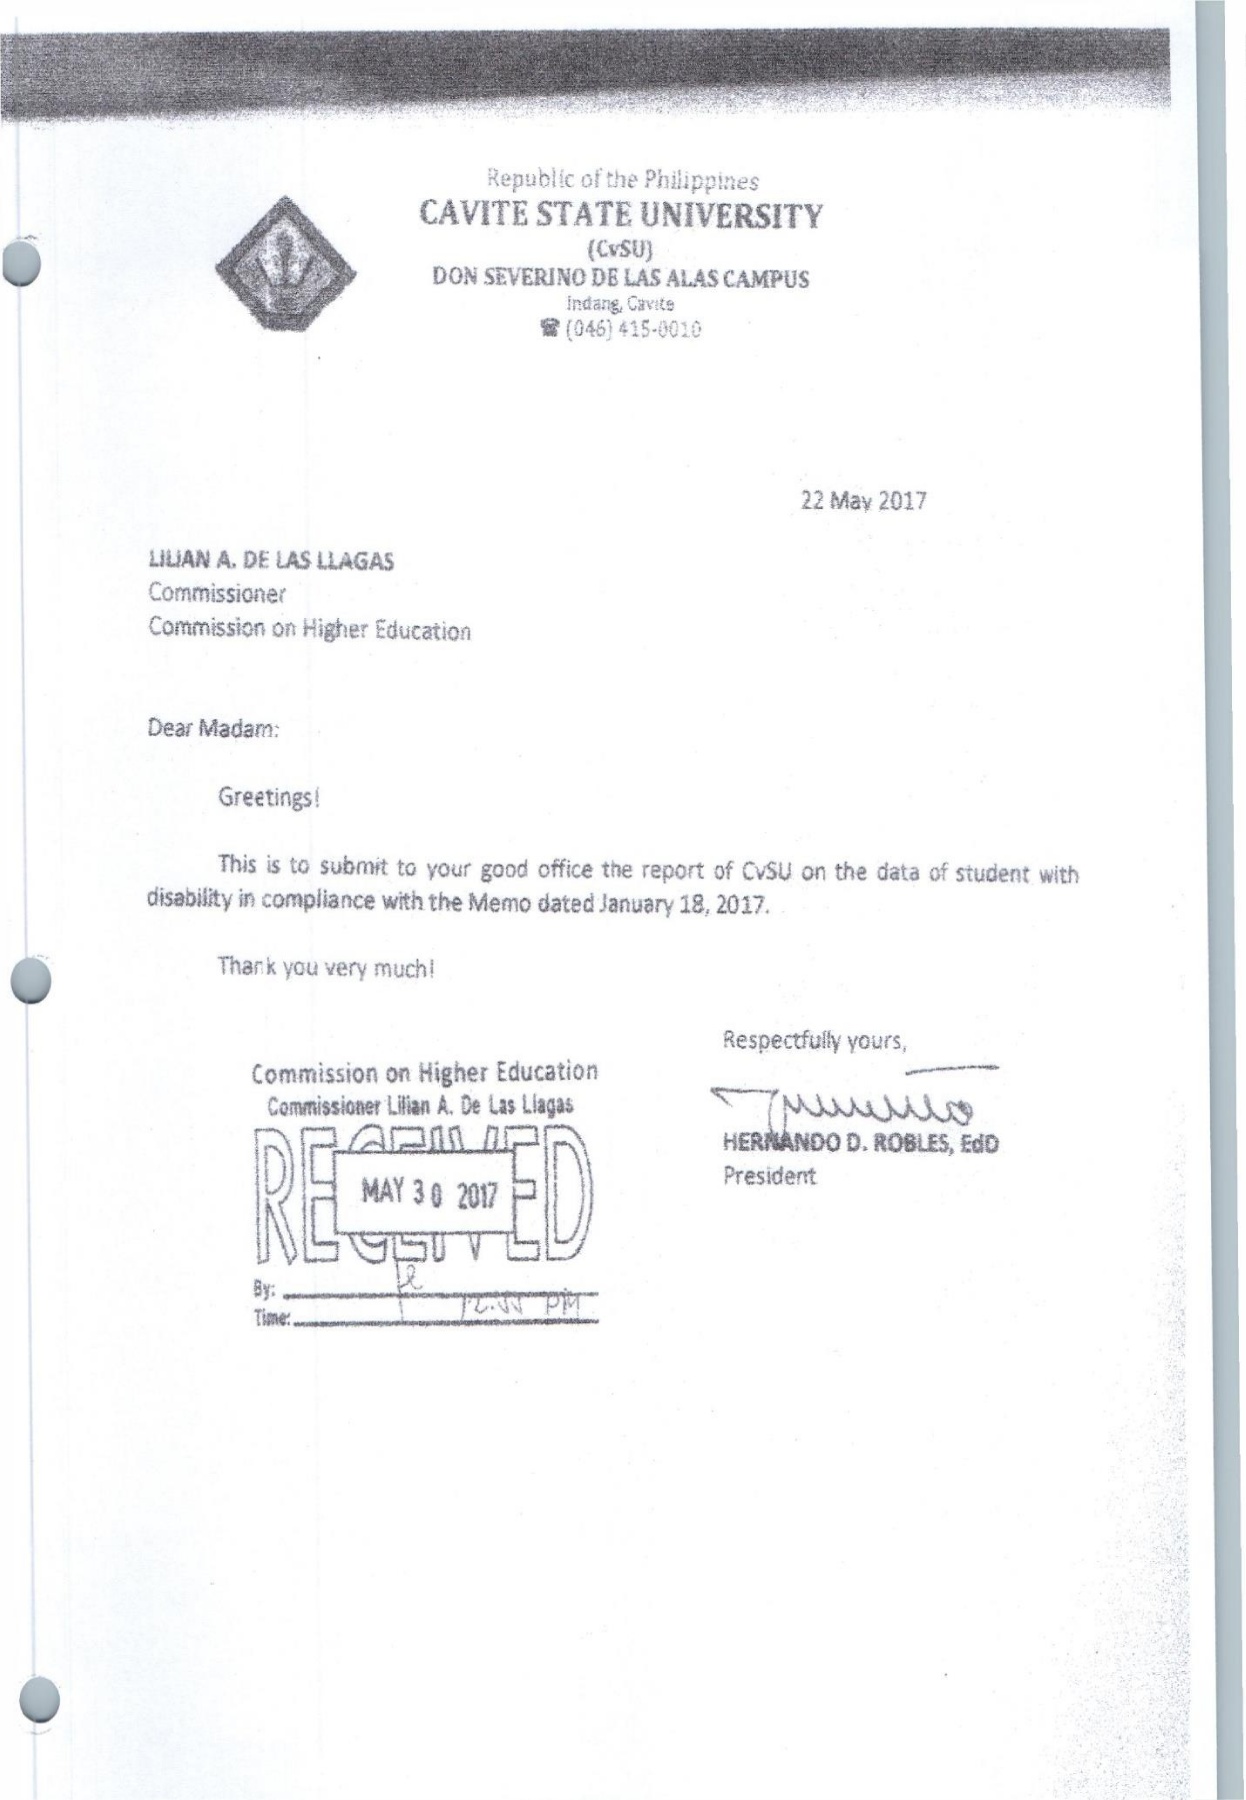 Republic of the Philippines
CAVITE STATE UNIVERSITY
(CvSU)
DON SEVERINO DE LAS ALAS CAMPUS
Indang, Cavite
☎ (046) 415-0010
22 May 2017
LILIAN A. DE LAS LLAGAS
Commissioner
Commission on Higher Education
Dear Madam:
Greetings!
This is to submit to your good office the report of CvSU on the data of student with
disability in compliance with the Memo dated January 18, 2017.
Thank you very much!
Respectfully yours,
HERNANDO D. ROBLES, EdD
President
Commission on Higher Education
Commissioner Lilian A. De Las Llagas
RECEIVED
MAY 30 2017
By:
Time: 12:55 PM